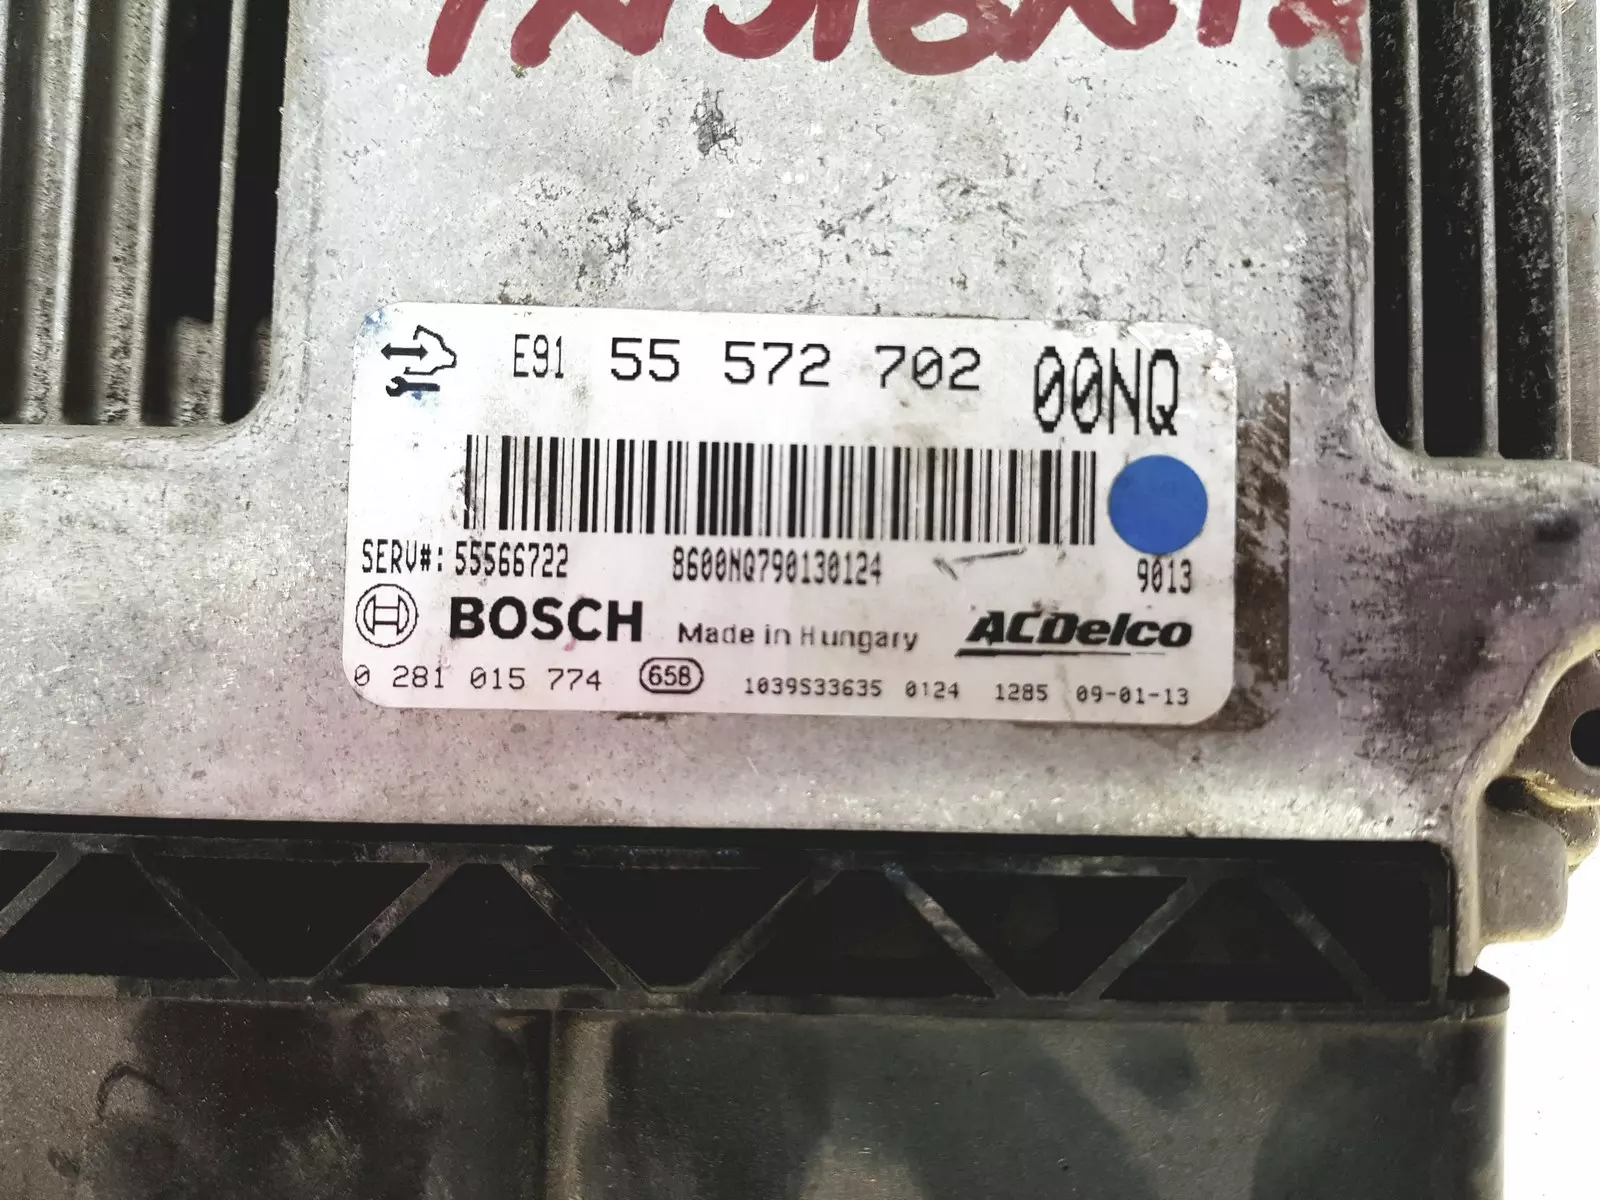 INSIGNIA
E91 55 572 702 00NQ
SERV#: 55566722 8600NQ790130124 9013
BOSCH Made in Hungary ACDelco
0 281 015 774 658 1039S33635 0124 1285 09-01-13